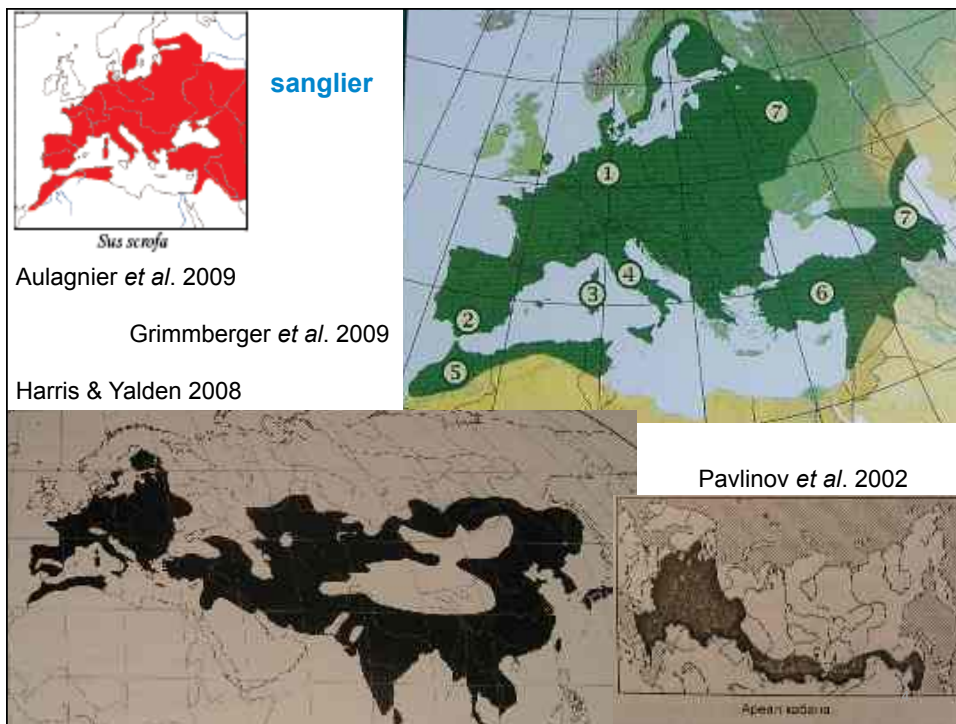 sanglier
Sus scrofa
Aulagnier et al. 2009
Grimmberger et al. 2009
Harris & Yalden 2008
7
1
7
4
3
6
2
5
Pavlinov et al. 2002
Ареал кабана